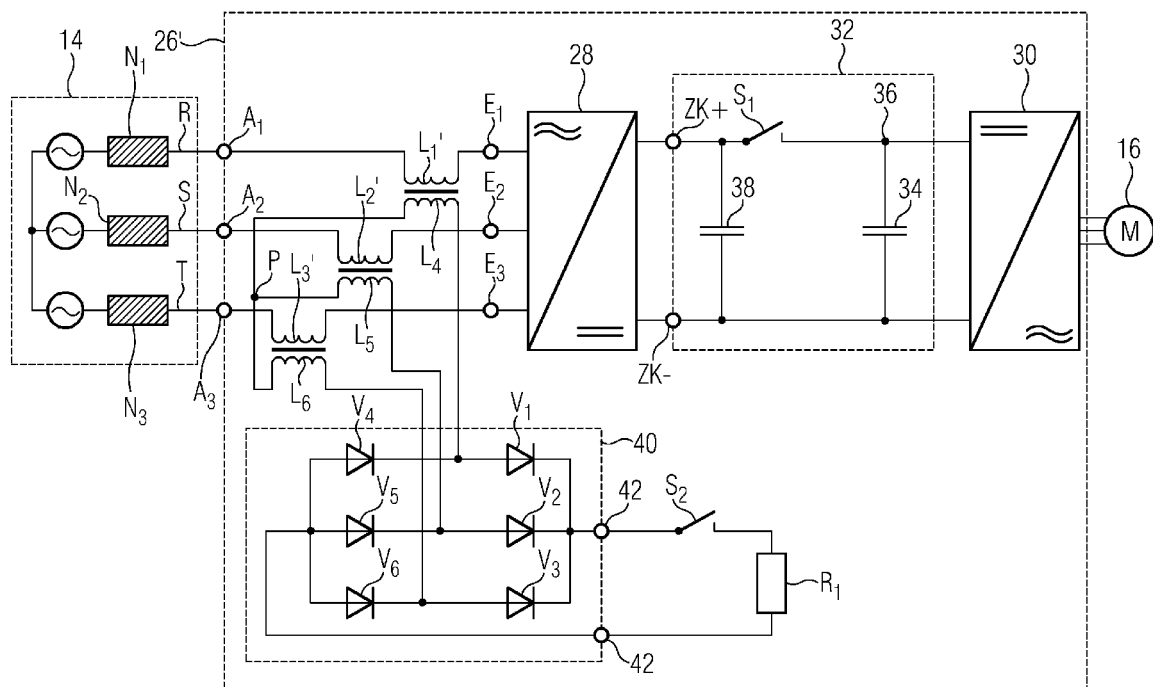 14
26'
32
N₁
28
30
R
A₁
E₁
ZK+
S₁
36
L₁'
16
N₂
S
A₂
L₂'
E₂
38
34
M
L₄
T
P
L₃'
E₃
L₅
ZK-
N₃
A₃
L₆
V₄
V₁
40
V₅
V₂
42
S₂
V₆
V₃
R₁
42